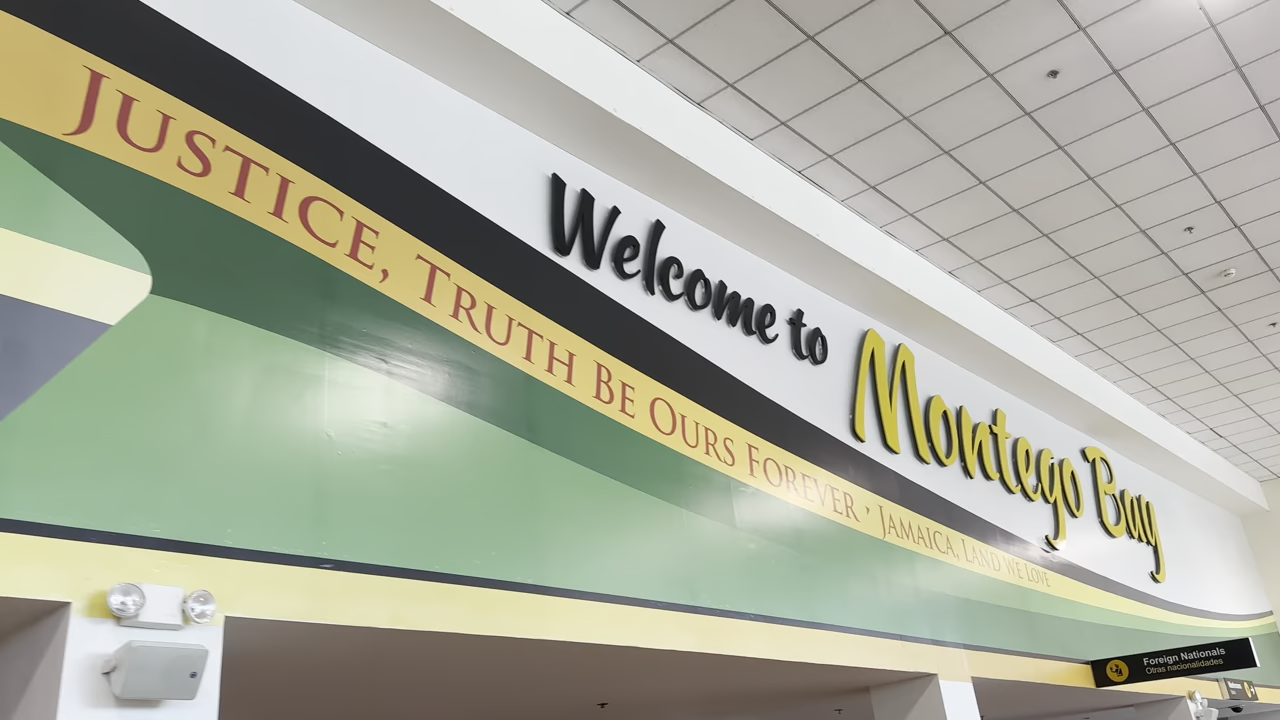 Welcome to Montego Bay
JUSTICE, TRUTH BE OURS FOREVER • JAMAICA, LAND WE LOVE
Foreign Nationals
Otras nacionalidades